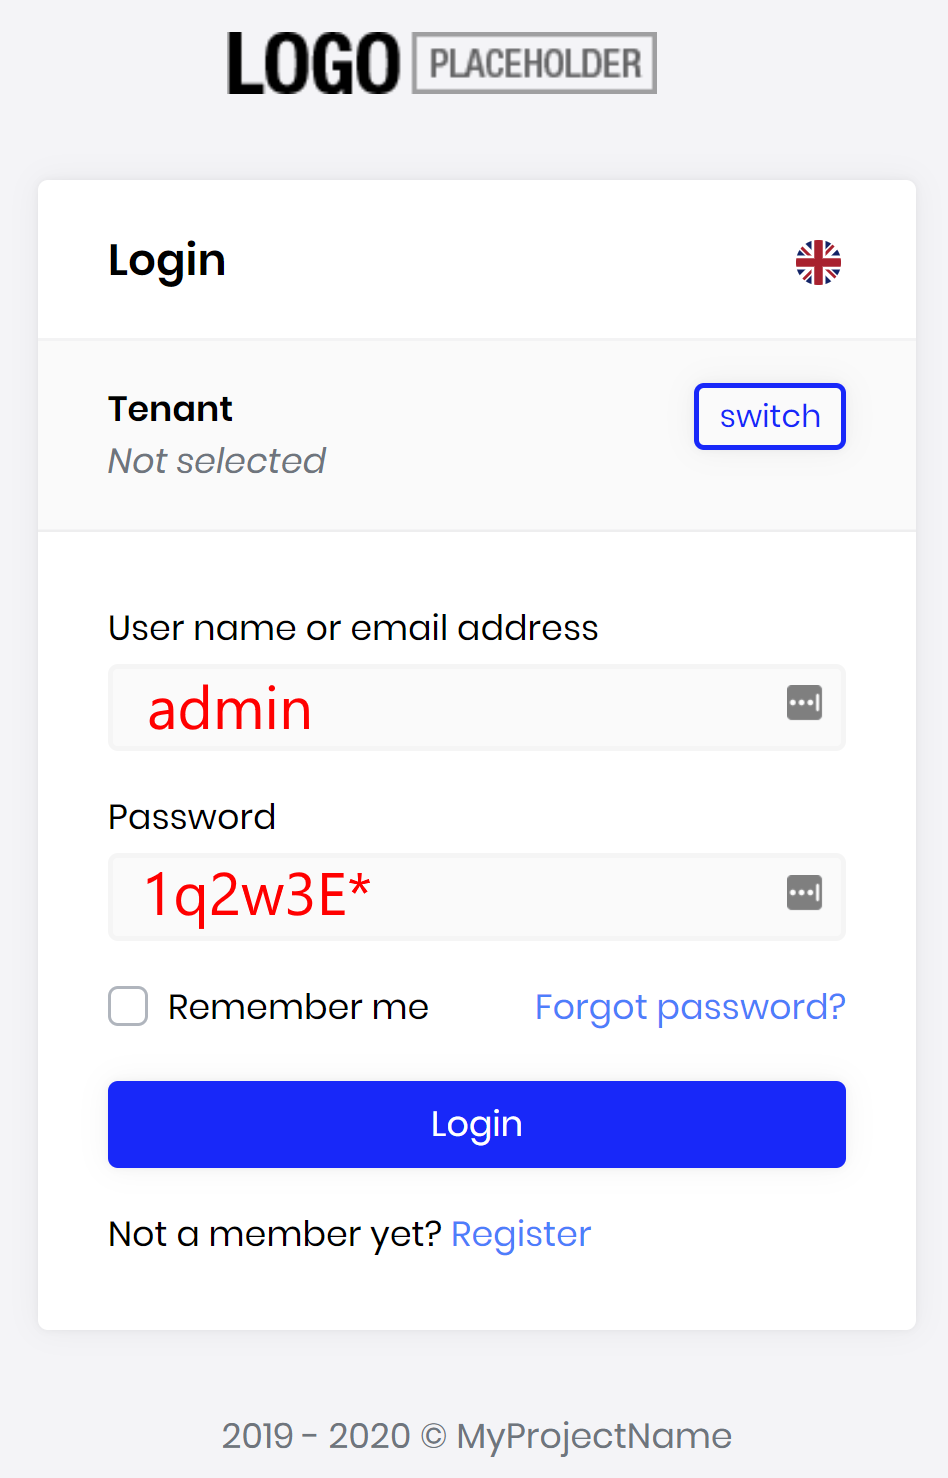 LOGO PLACEHOLDER
Login
Tenant
switch
Not selected
User name or email address
admin
Password
1q2w3E*
Remember me
Forgot password?
Login
Not a member yet? Register
2019 - 2020 © MyProjectName